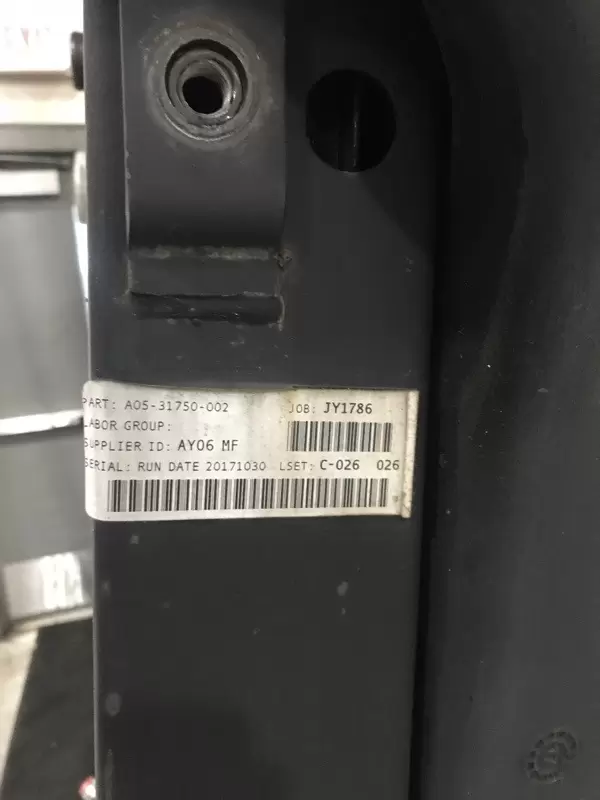 PART: A05-31750-002 JOB: JY1786
LABOR GROUP:
SUPPLIER ID: AY06 MF
SERIAL: RUN DATE 20171030 LSET: C-026 026